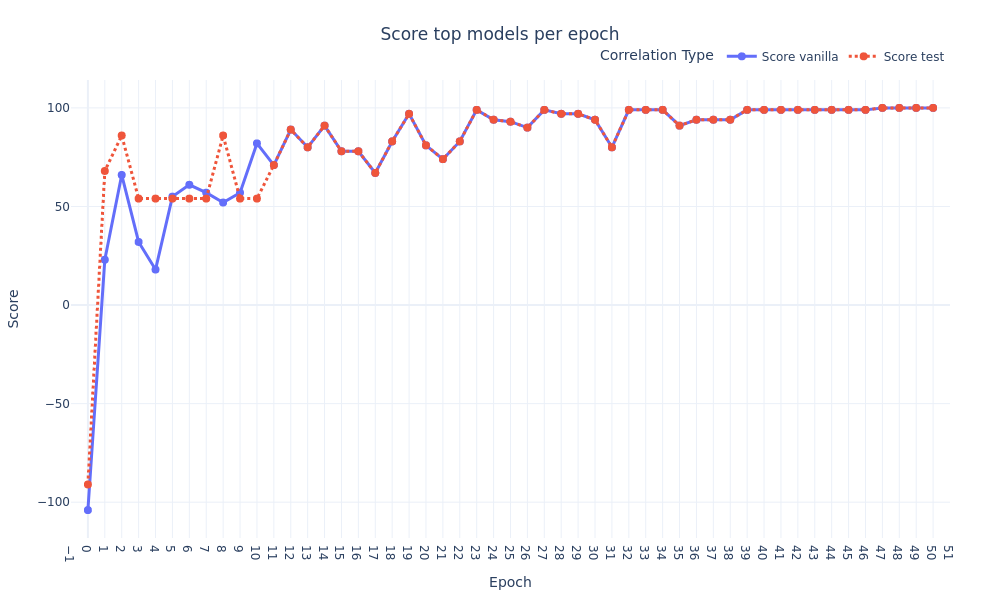 Score top models per epoch
Correlation Type Score vanilla Score test
100
50
0
−50
−100
Score
−1 0 1 2 3 4 5 6 7 8 9 10 11 12 13 14 15 16 17 18 19 20 21 22 23 24 25 26 27 28 29 30 31 32 33 34 35 36 37 38 39 40 41 42 43 44 45 46 47 48 49 50 51
Epoch